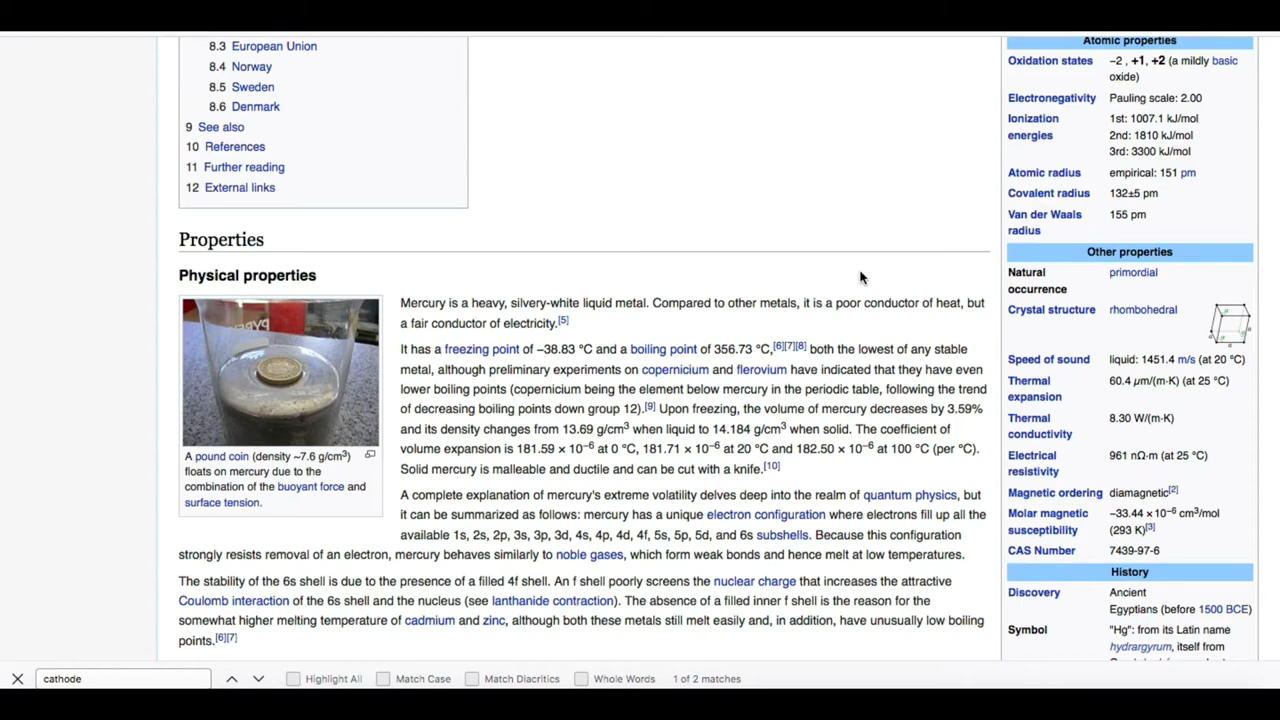 8.3 European Union
8.4 Norway
8.5 Sweden
8.6 Denmark
9 See also
10 References
11 Further reading
12 External links
Properties
Physical properties
A pound coin (density ~7.6 g/cm³)
floats on mercury due to the
combination of the buoyant force and
surface tension.
Mercury is a heavy, silvery-white liquid metal. Compared to other metals, it is a poor conductor of heat, but
a fair conductor of electricity.[5]
It has a freezing point of −38.83 °C and a boiling point of 356.73 °C,[6][7][8] both the lowest of any stable
metal, although preliminary experiments on copernicium and flerovium have indicated that they have even
lower boiling points (copernicium being the element below mercury in the periodic table, following the trend
of decreasing boiling points down group 12).[9] Upon freezing, the volume of mercury decreases by 3.59%
and its density changes from 13.69 g/cm³ when liquid to 14.184 g/cm³ when solid. The coefficient of
volume expansion is 181.59 × 10⁻⁶ at 0 °C, 181.71 × 10⁻⁶ at 20 °C and 182.50 × 10⁻⁶ at 100 °C (per °C).
Solid mercury is malleable and ductile and can be cut with a knife.[10]
A complete explanation of mercury's extreme volatility delves deep into the realm of quantum physics, but
it can be summarized as follows: mercury has a unique electron configuration where electrons fill up all the
available 1s, 2s, 2p, 3s, 3p, 3d, 4s, 4p, 4d, 4f, 5s, 5p, 5d, and 6s subshells. Because this configuration
strongly resists removal of an electron, mercury behaves similarly to noble gases, which form weak bonds and hence melt at low temperatures.
The stability of the 6s shell is due to the presence of a filled 4f shell. An f shell poorly screens the nuclear charge that increases the attractive
Coulomb interaction of the 6s shell and the nucleus (see lanthanide contraction). The absence of a filled inner f shell is the reason for the
somewhat higher melting temperature of cadmium and zinc, although both these metals still melt easily and, in addition, have unusually low boiling
points.[6][7]
Atomic properties
Oxidation states −2 , +1, +2 (a mildly basic
oxide)
Electronegativity Pauling scale: 2.00
Ionization 1st: 1007.1 kJ/mol
energies 2nd: 1810 kJ/mol
3rd: 3300 kJ/mol
Atomic radius empirical: 151 pm
Covalent radius 132±5 pm
Van der Waals 155 pm
radius
Other properties
Natural primordial
occurrence
Crystal structure rhombohedral
Speed of sound liquid: 1451.4 m/s (at 20 °C)
Thermal 60.4 µm/(m·K) (at 25 °C)
expansion
Thermal 8.30 W/(m·K)
conductivity
Electrical 961 nΩ·m (at 25 °C)
resistivity
Magnetic ordering diamagnetic[2]
Molar magnetic −33.44 × 10⁻⁶ cm³/mol
susceptibility (293 K)[3]
CAS Number 7439-97-6
History
Discovery Ancient
Egyptians (before 1500 BCE)
Symbol "Hg": from its Latin name
hydrargyrum, itself from
cathode Highlight All Match Case Match Diacritics Whole Words 1 of 2 matches